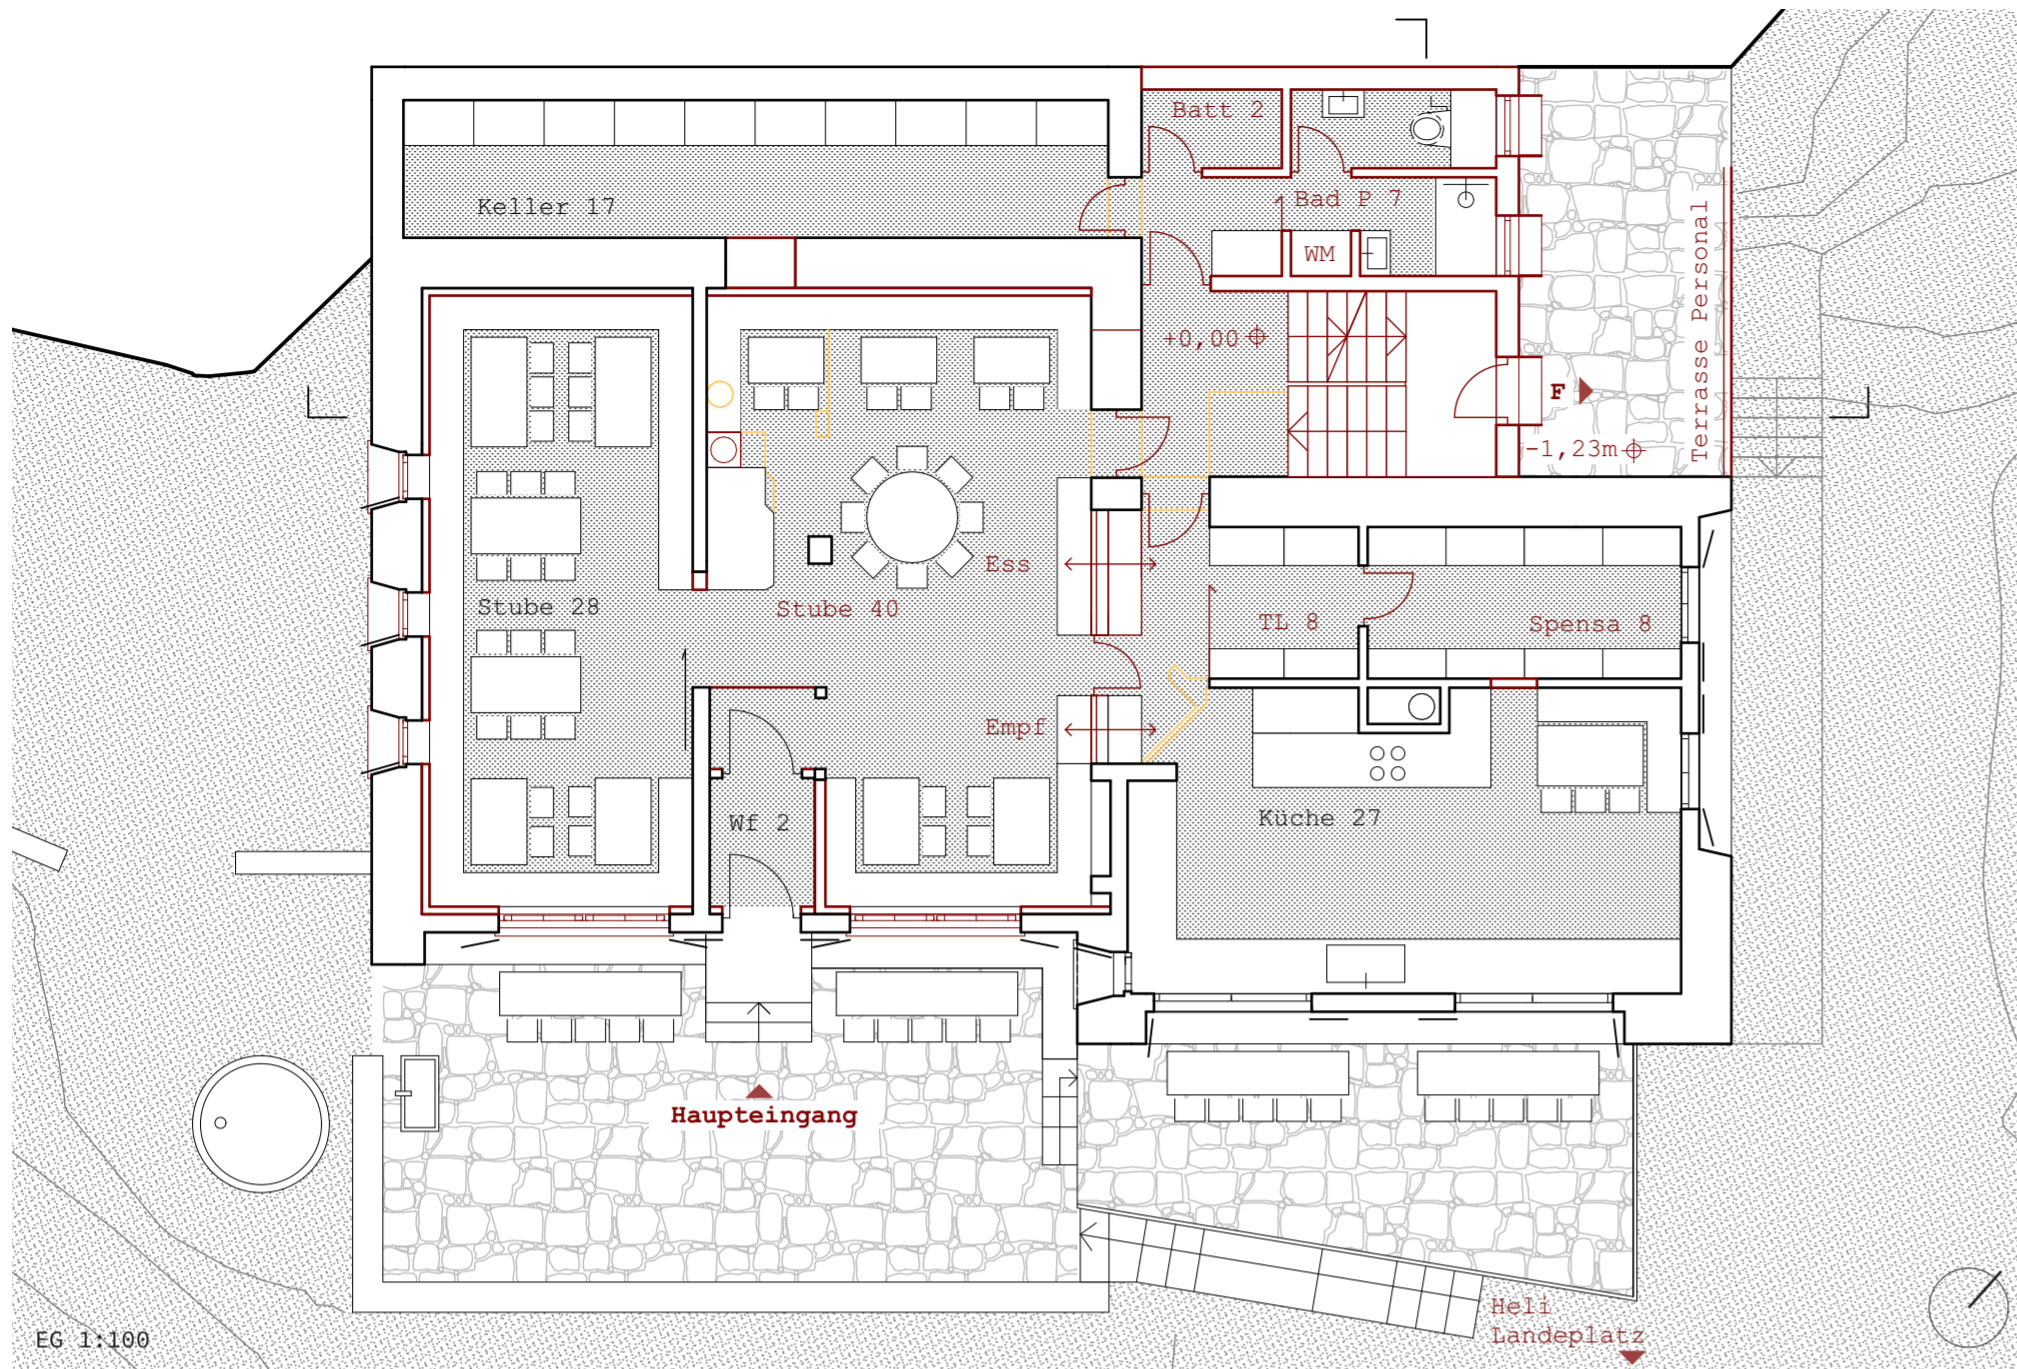 Batt 2
Keller 17
Bad P 7
WM
Terrasse Personal
+0,00
F
-1,23m
Ess
Stube 28
Stube 40
TL 8
Spensa 8
Empf
Wf 2
Küche 27
Haupteingang
Heli
Landeplatz
EG 1:100